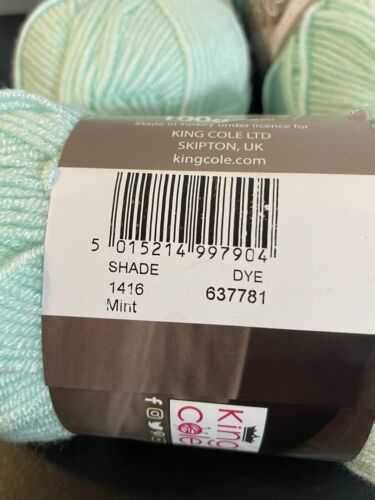 100g
Made in Turkey under licence for
KING COLE LTD
SKIPTON, UK
kingcole.com
5 015214 997904
SHADE DYE
1416 637781
Mint
King
Cole